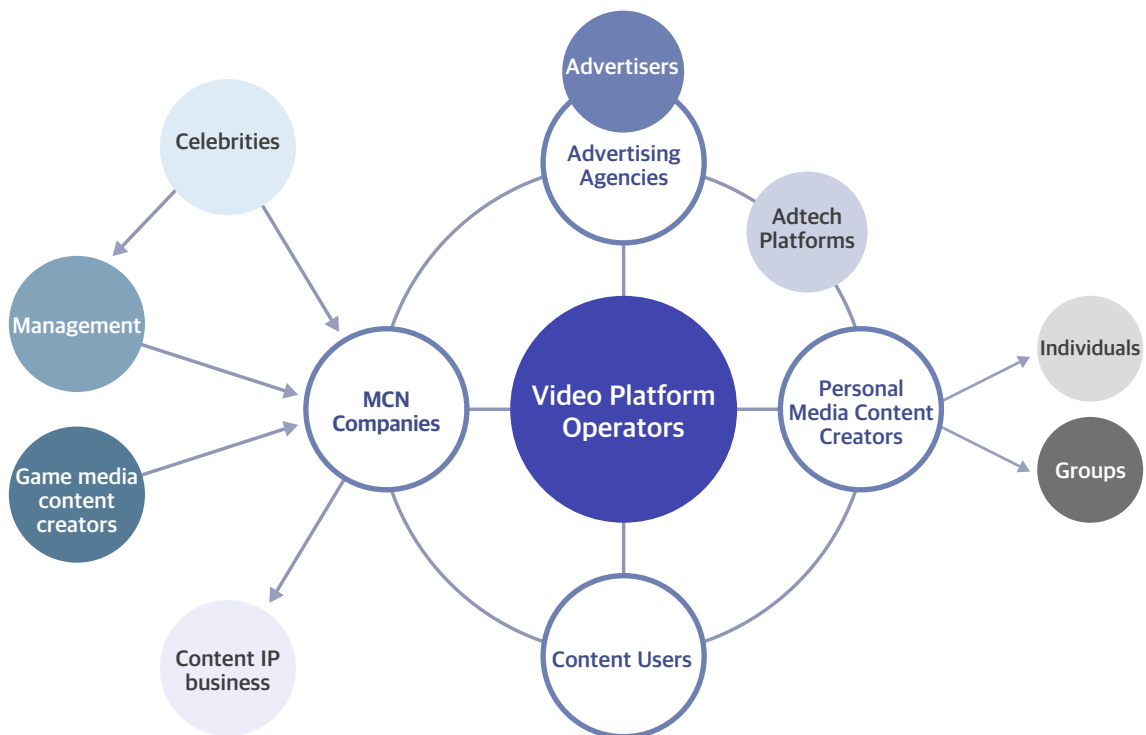 Advertisers
Celebrities
Advertising
Agencies
Adtech
Platforms
Management
Individuals
MCN
Companies
Video Platform
Operators
Personal
Media Content
Creators
Game media
content
creators
Groups
Content IP
business
Content Users